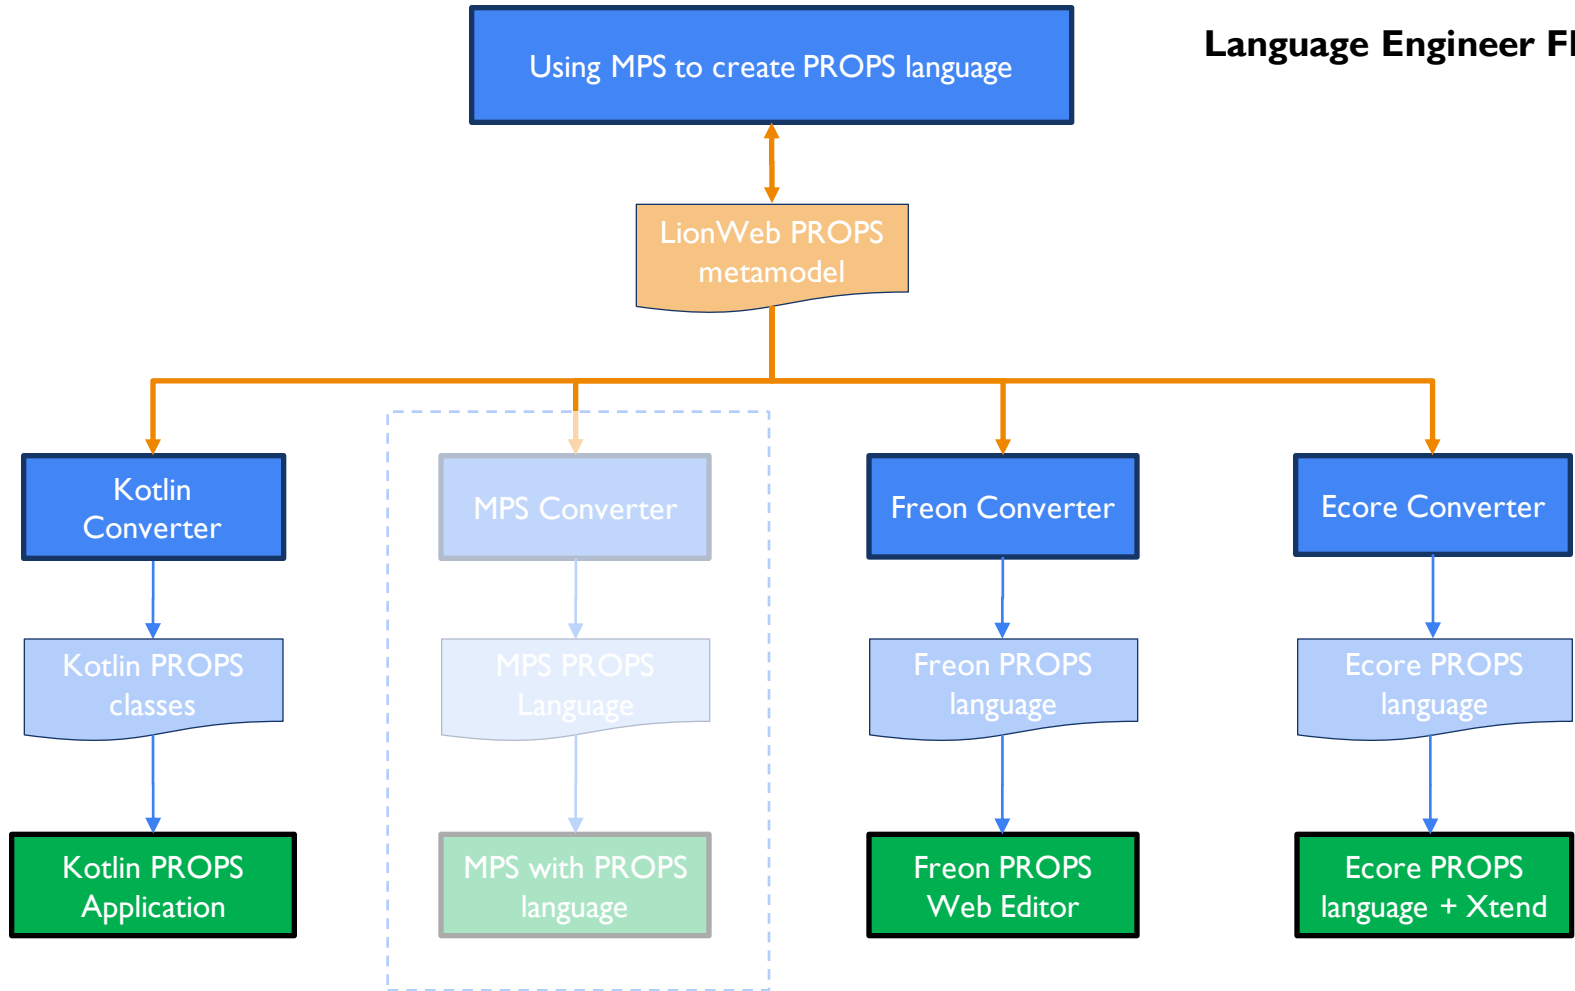 Language Engineer
Using MPS to create PROPS language
LionWeb PROPS
metamodel
Kotlin
Converter
MPS Converter
Freon Converter
Ecore Converter
Kotlin PROPS
classes
MPS PROPS
Language
Freon PROPS
language
Ecore PROPS
language
Kotlin PROPS
Application
MPS with PROPS
language
Freon PROPS
Web Editor
Ecore PROPS
language + Xtend